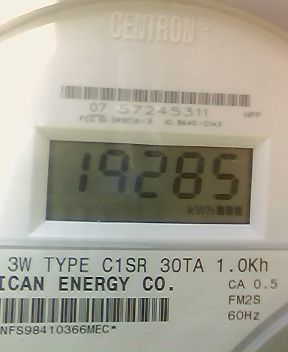 CENTRON®
07 57245311 HPP
19285
kWh
3W TYPE C1SR 30TA 1.0Kh
ICAN ENERGY CO. CA 0.5
FM2S
NFS98410366MEC* 60Hz